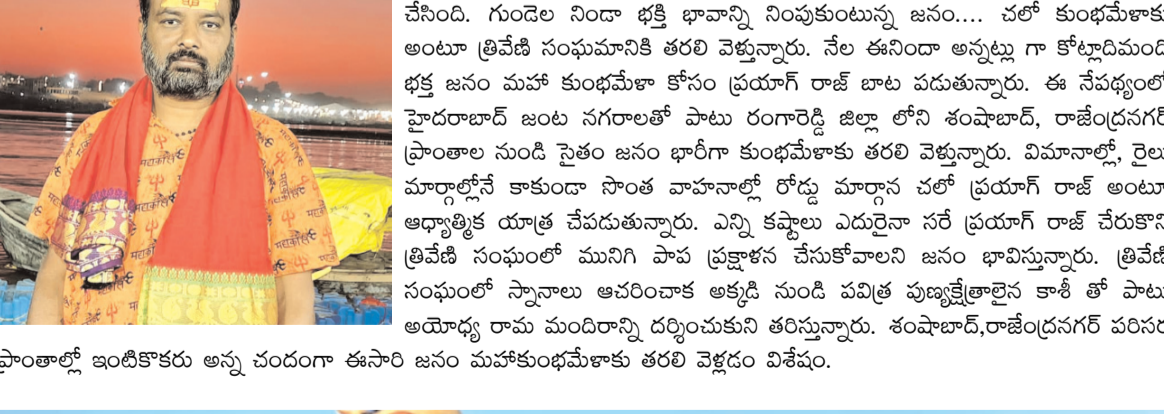 చేసింది. గుండెల నిండా భక్తి భావాన్ని నింపుకుంటున్న జనం.... చలో కుంభమేళాకు
అంటూ త్రివేణి సంఘమానికి తరలి వెళ్తున్నారు. నేల ఈనిందా అన్నట్లు గా కోట్లాదిమంది
భక్త జనం మహా కుంభమేళా కోసం ప్రయాగ్ రాజ్ బాట పడుతున్నారు. ఈ నేపథ్యంలో
హైదరాబాద్ జంట నగరాలతో పాటు రంగారెడ్డి జిల్లా లోని శంషాబాద్, రాజేంద్రనగర్
ప్రాంతాల నుండి సైతం జనం భారీగా కుంభమేళాకు తరలి వెళ్తున్నారు. విమానాల్లో, రైలు
మార్గాల్లోనే కాకుండా సొంత వాహనాల్లో రోడ్డు మార్గాన చలో ప్రయాగ్ రాజ్ అంటూ
ఆధ్యాత్మిక యాత్ర చేపడుతున్నారు. ఎన్ని కష్టాలు ఎదురైనా సరే ప్రయాగ్ రాజ్ చేరుకొని
త్రివేణి సంఘంలో మునిగి పాప ప్రక్షాళన చేసుకోవాలని జనం భావిస్తున్నారు. త్రివేణి
సంఘంలో స్నానాలు ఆచరించాక అక్కడి నుండి పవిత్ర పుణ్యక్షేత్రాలైన కాశీ తో పాటు
అయోధ్య రామ మందిరాన్ని దర్శించుకుని తరిస్తున్నారు. శంషాబాద్,రాజేంద్రనగర్ పరిసర
ప్రాంతాల్లో ఇంటికొకరు అన్న చందంగా ఈసారి జనం మహాకుంభమేళాకు తరలి వెళ్లడం విశేషం.